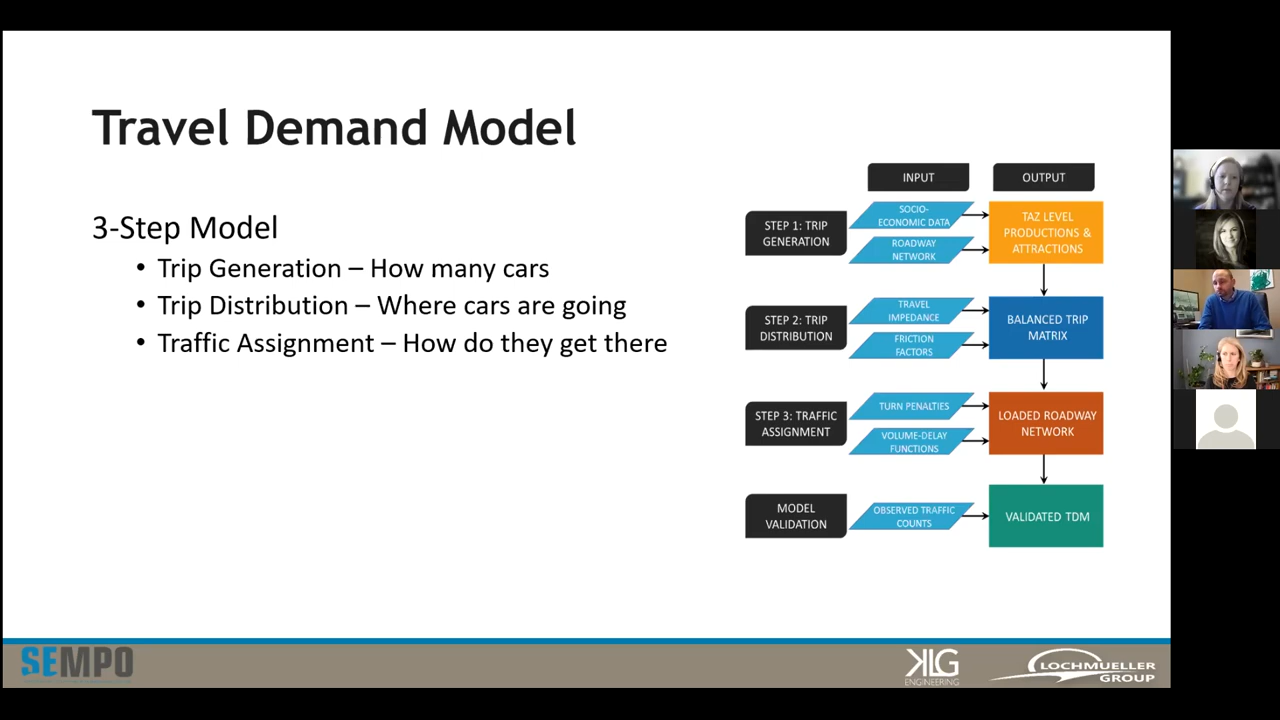 Travel Demand Model
3-Step Model
• Trip Generation – How many cars
• Trip Distribution – Where cars are going
• Traffic Assignment – How do they get there
INPUT
OUTPUT
STEP 1: TRIP
GENERATION
SOCIO-
ECONOMIC DATA
ROADWAY
NETWORK
TAZ LEVEL
PRODUCTIONS &
ATTRACTIONS
STEP 2: TRIP
DISTRIBUTION
TRAVEL
IMPEDANCE
FRICTION
FACTORS
BALANCED TRIP
MATRIX
STEP 3: TRAFFIC
ASSIGNMENT
TURN PENALTIES
VOLUME-DELAY
FUNCTIONS
LOADED ROADWAY
NETWORK
MODEL
VALIDATION
OBSERVED TRAFFIC
COUNTS
VALIDATED TDM
SEMPO
KLG
ENGINEERING
LOCHMUELLER
GROUP